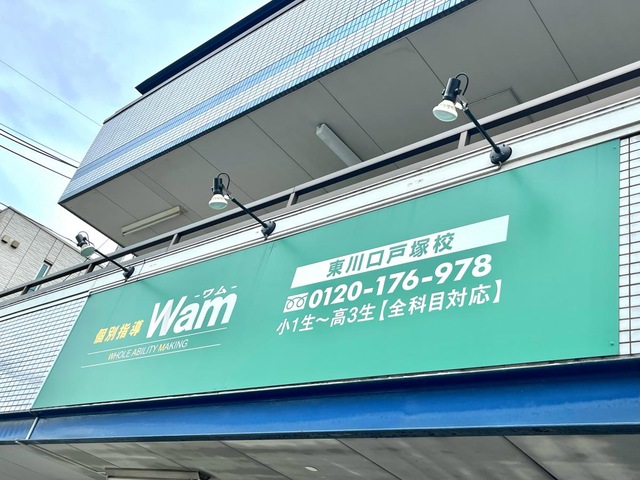 個別指導
-ワム-
Wam
WHOLE ABILITY MAKING
東川口戸塚校
0120-176-978
小1生～高3生【全科目対応】